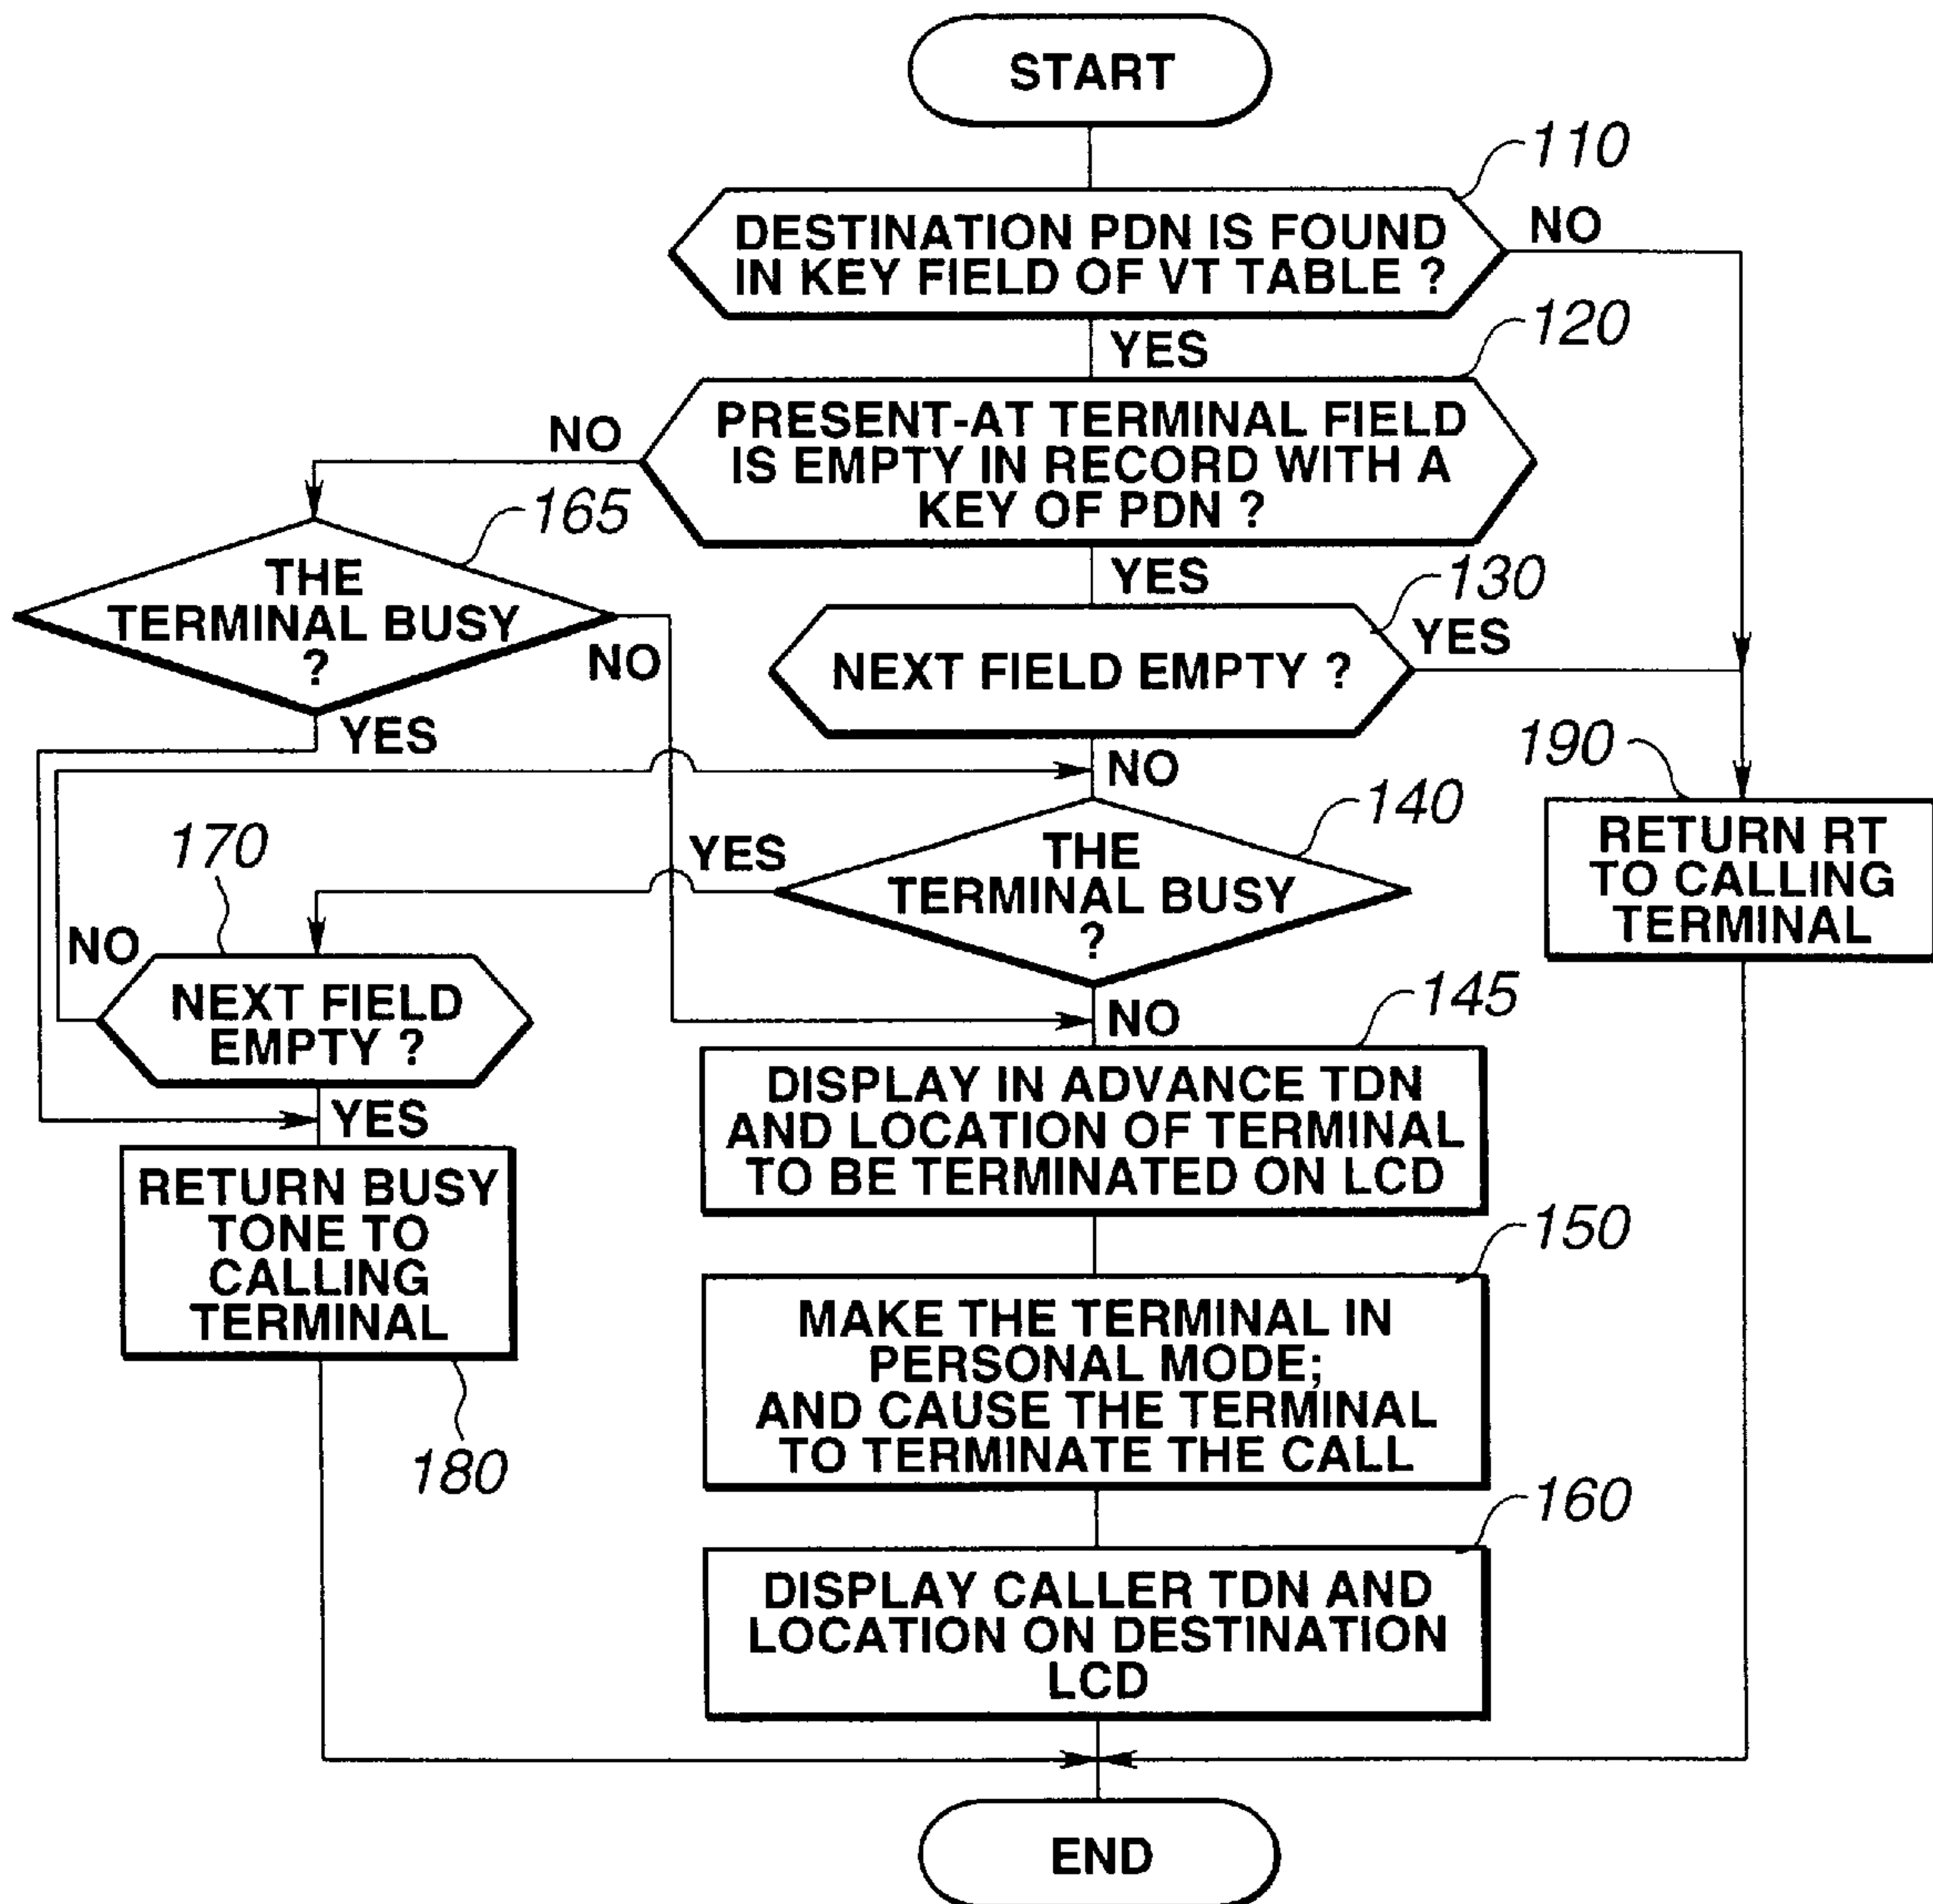 START
110
DESTINATION PDN IS FOUND
IN KEY FIELD OF VT TABLE ?
NO
YES
120
PRESENT-AT TERMINAL FIELD
IS EMPTY IN RECORD WITH A
KEY OF PDN ?
NO
YES
165
THE
TERMINAL BUSY
?
NO
YES
130
NEXT FIELD EMPTY ?
YES
NO
140
THE
TERMINAL BUSY
?
YES
NO
190
RETURN RT
TO CALLING
TERMINAL
170
NEXT FIELD
EMPTY ?
NO
YES
145
DISPLAY IN ADVANCE TDN
AND LOCATION OF TERMINAL
TO BE TERMINATED ON LCD
RETURN BUSY
TONE TO
CALLING
TERMINAL
180
150
MAKE THE TERMINAL IN
PERSONAL MODE;
AND CAUSE THE TERMINAL
TO TERMINATE THE CALL
160
DISPLAY CALLER TDN AND
LOCATION ON DESTINATION
LCD
END